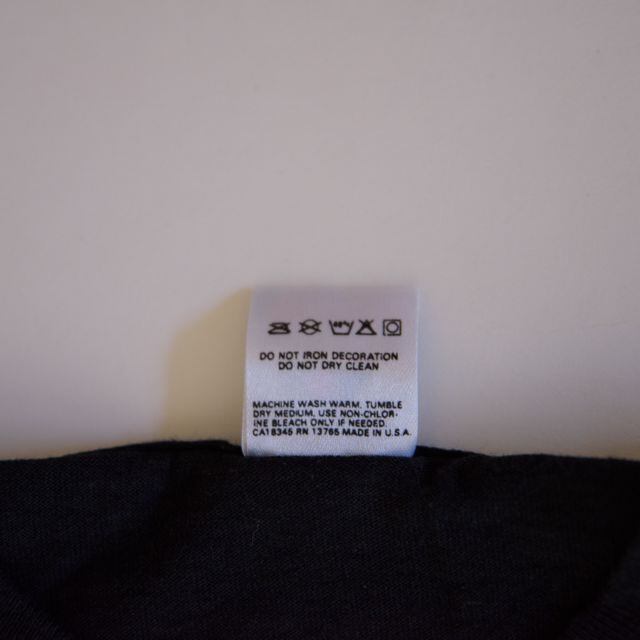 DO NOT IRON DECORATION
DO NOT DRY CLEAN
MACHINE WASH WARM, TUMBLE
DRY MEDIUM. USE NON-CHLOR-
INE BLEACH ONLY IF NEEDED.
CA18345 RN 13765 MADE IN U.S.A.